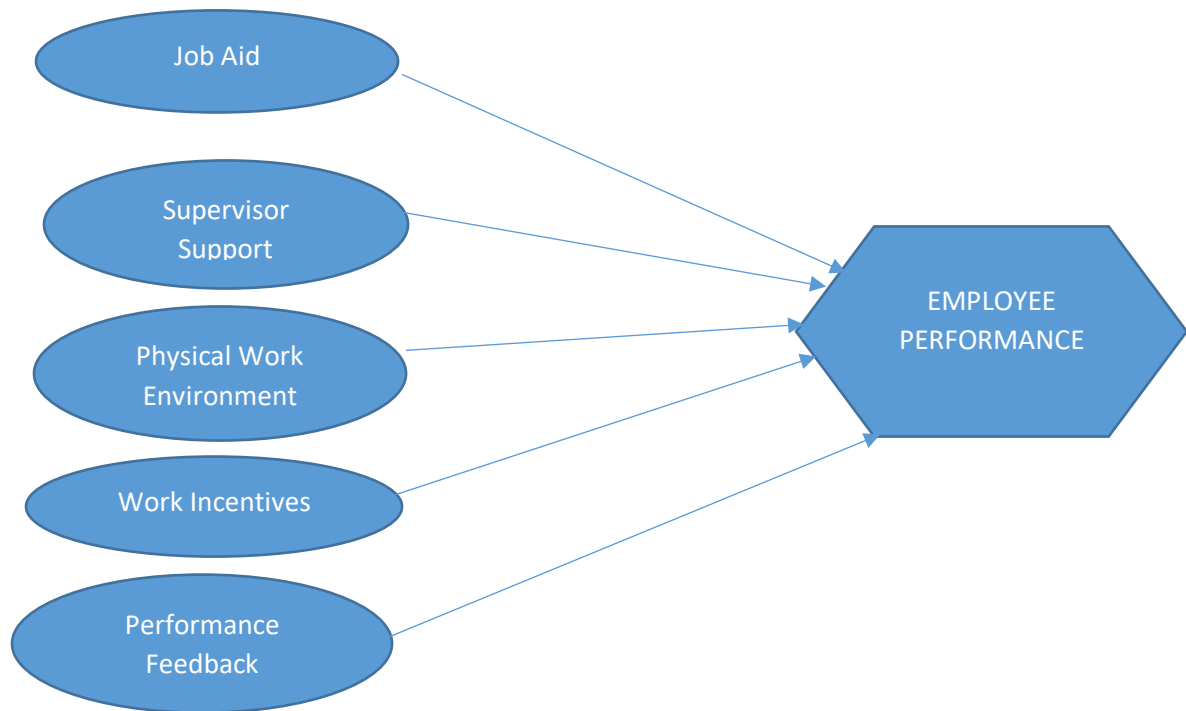 Job Aid
Supervisor
Support
Physical Work
Environment
Work Incentives
Performance
Feedback
EMPLOYEE
PERFORMANCE